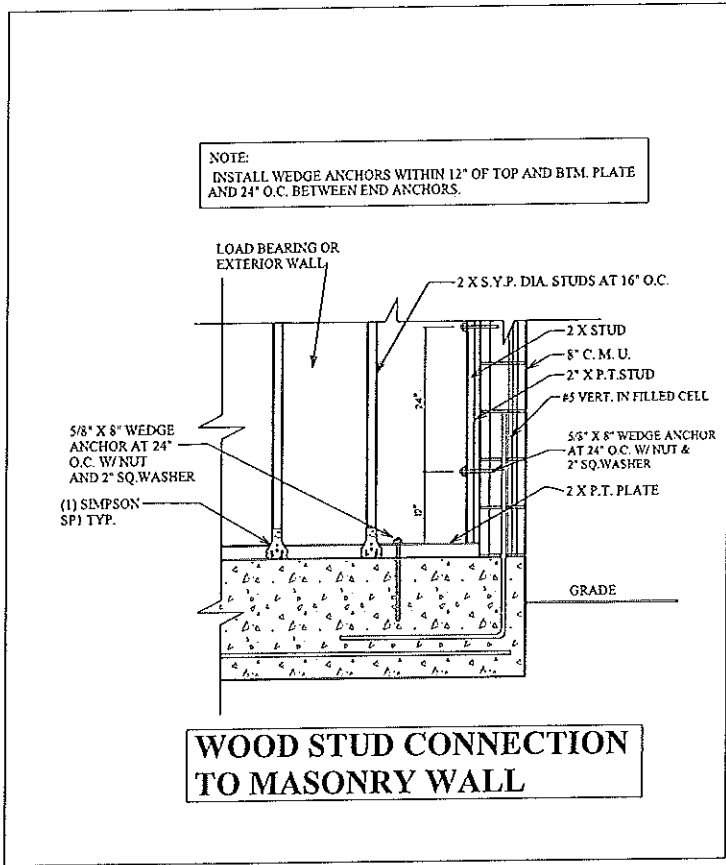 NOTE:
INSTALL WEDGE ANCHORS WITHIN 12" OF TOP AND BTM. PLATE
AND 24" O.C. BETWEEN END ANCHORS.
LOAD BEARING OR
EXTERIOR WALL
2 X S.Y.P. DIA. STUDS AT 16" O.C.
2 X STUD
8" C. M. U.
2" X P.T.STUD
#5 VERT. IN FILLED CELL
24"
5/8" X 8" WEDGE
ANCHOR AT 24"
O.C. W/ NUT
AND 2" SQ.WASHER
5/8" X 8" WEDGE ANCHOR
AT 24" O.C. W/ NUT &
2" SQ.WASHER
12"
2 X P.T. PLATE
(1) SIMPSON
SP1 TYP.
GRADE
WOOD STUD CONNECTION
TO MASONRY WALL